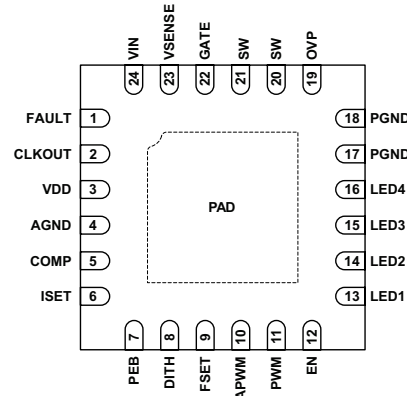 VIN VSENSE GATE SW SW OVP
24 23 22 21 20 19
FAULT 1
CLKOUT 2
VDD 3
AGND 4
COMP 5
ISET 6
PAD
18 PGND
17 PGND
16 LED4
15 LED3
14 LED2
13 LED1
7 8 9 10 11 12
PEB DITH FSET APWM PWM EN